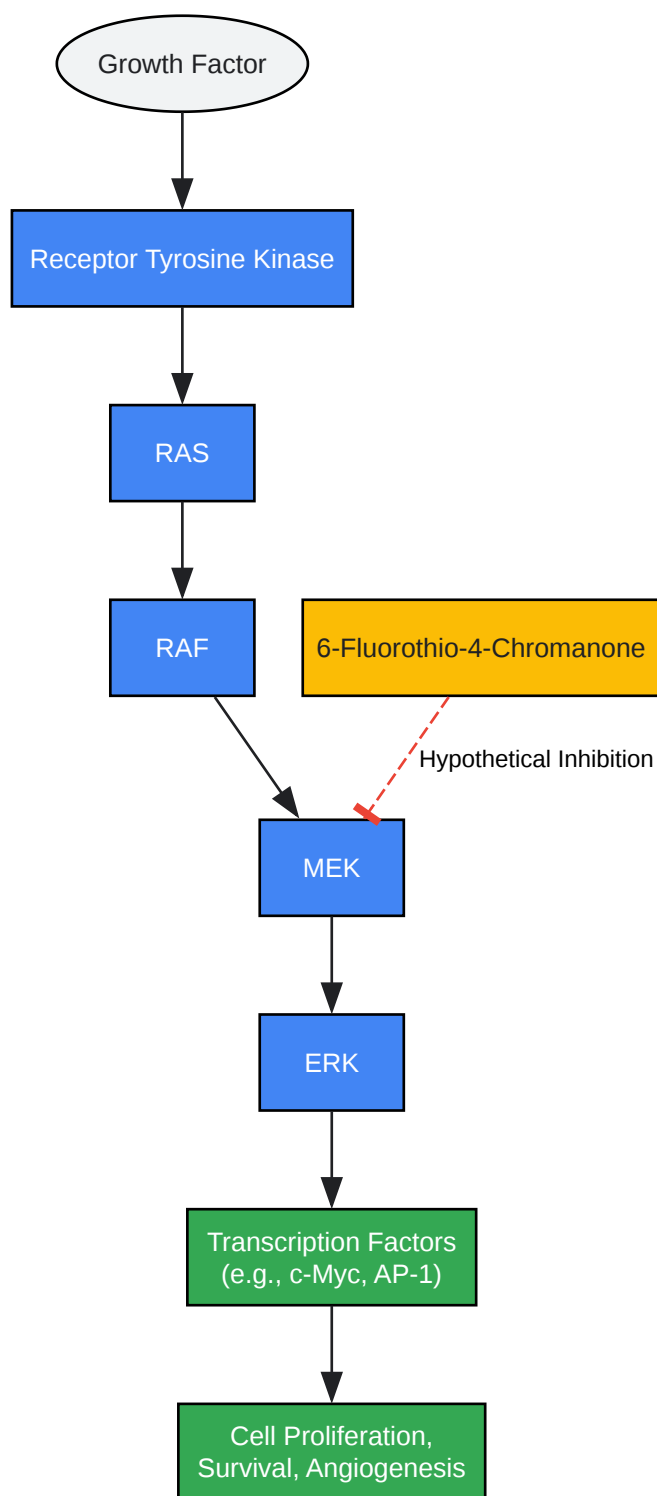 Growth Factor
Receptor Tyrosine Kinase
RAS
RAF
6-Fluorothio-4-Chromanone
Hypothetical Inhibition
MEK
ERK
Transcription Factors
(e.g., c-Myc, AP-1)
Cell Proliferation,
Survival, Angiogenesis